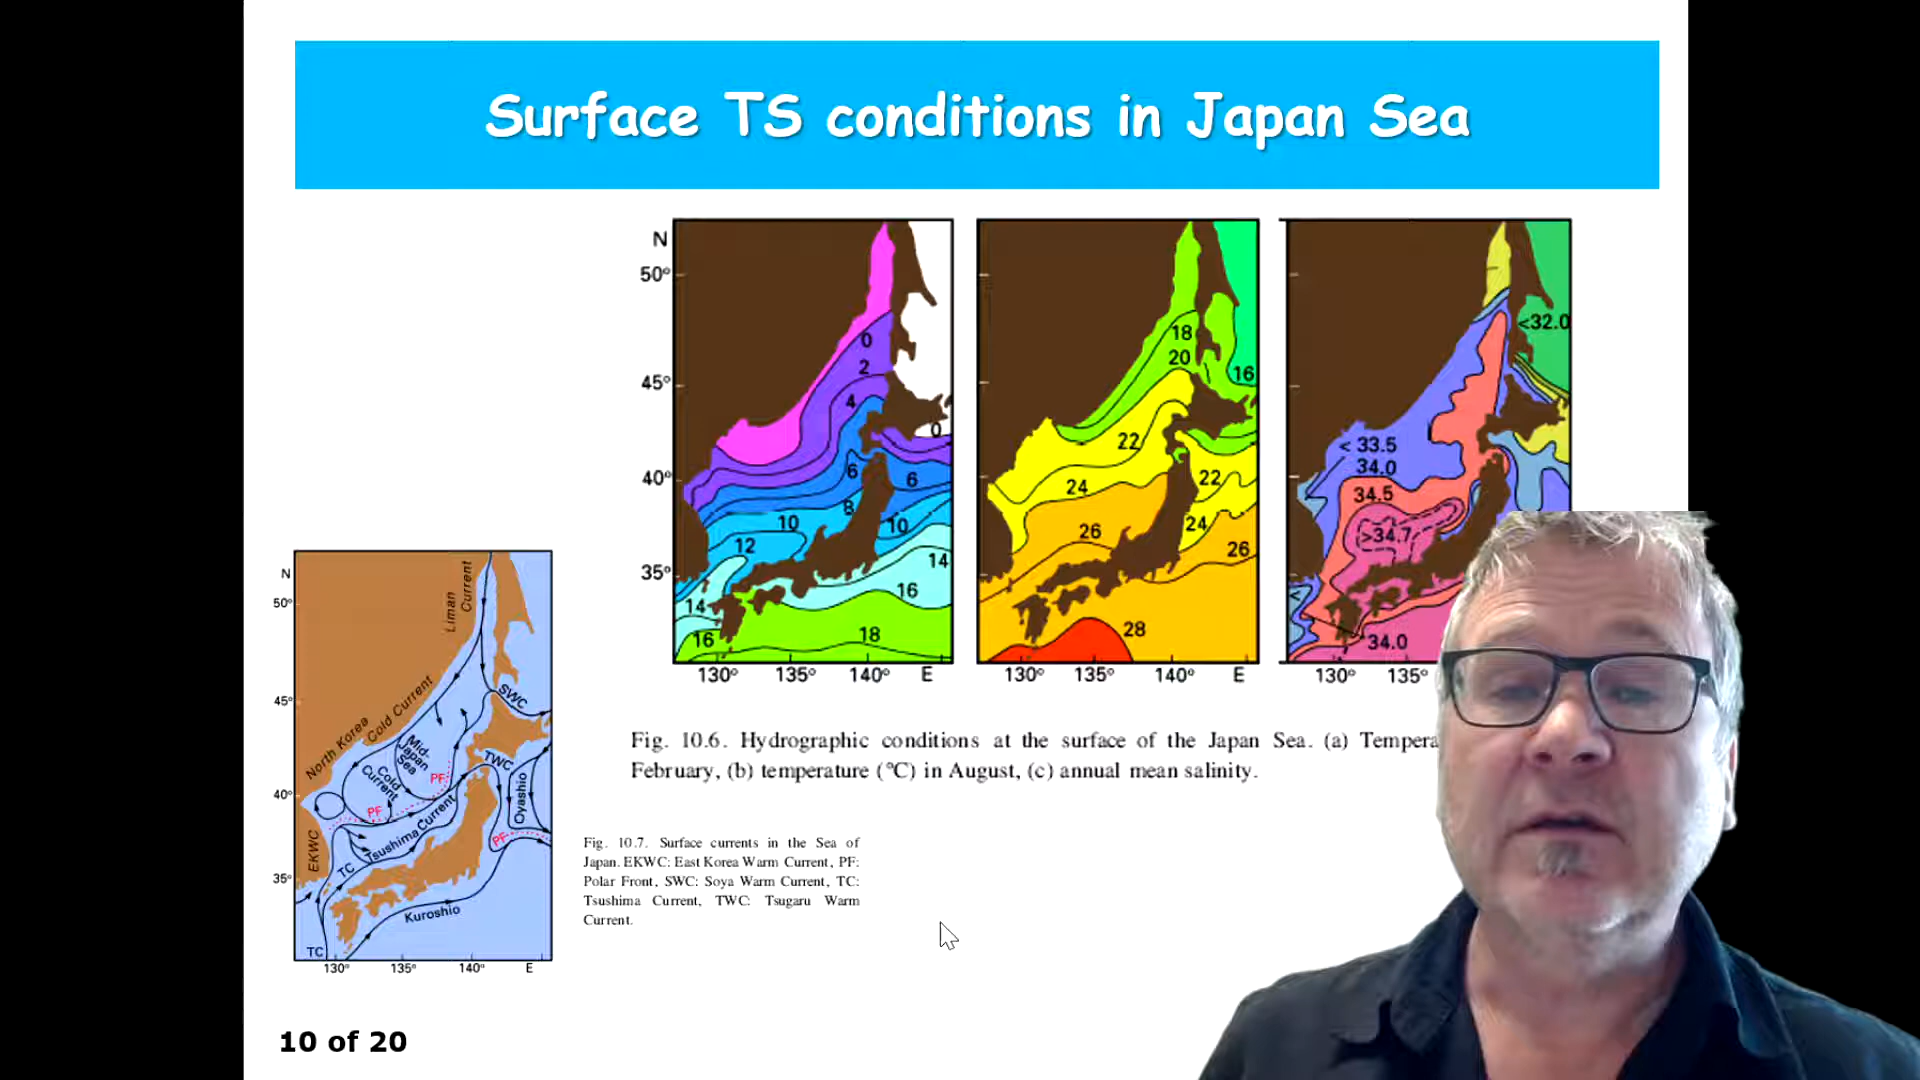 Surface TS conditions in Japan Sea
N
50°
45°
40°
35°
0
2
4
0
6
6
8
10
10
12
14
14
16
16
18
130° 135° 140° E
18
20
16
22
22
24
24
26
26
28
130° 135° 140° E
<32.0
< 33.5
34.0
34.5
>34.7
<
34.0
130° 135°
Fig. 10.6. Hydrographic conditions at the surface of the Japan Sea. (a) Tempera
February, (b) temperature (°C) in August, (c) annual mean salinity.
N
50°
45°
40°
35°
Liman Current
North Korea Cold Current
SWC
Mid-Japan Sea Cold Current
PF
TWC
PF
Oyashio
PF
EKWC
TC
Tsushima Current
Kuroshio
TC
130° 135° 140° E
Fig. 10.7. Surface currents in the Sea of
Japan. EKWC: East Korea Warm Current, PF:
Polar Front, SWC: Soya Warm Current, TC:
Tsushima Current, TWC: Tsugaru Warm
Current.
10 of 20